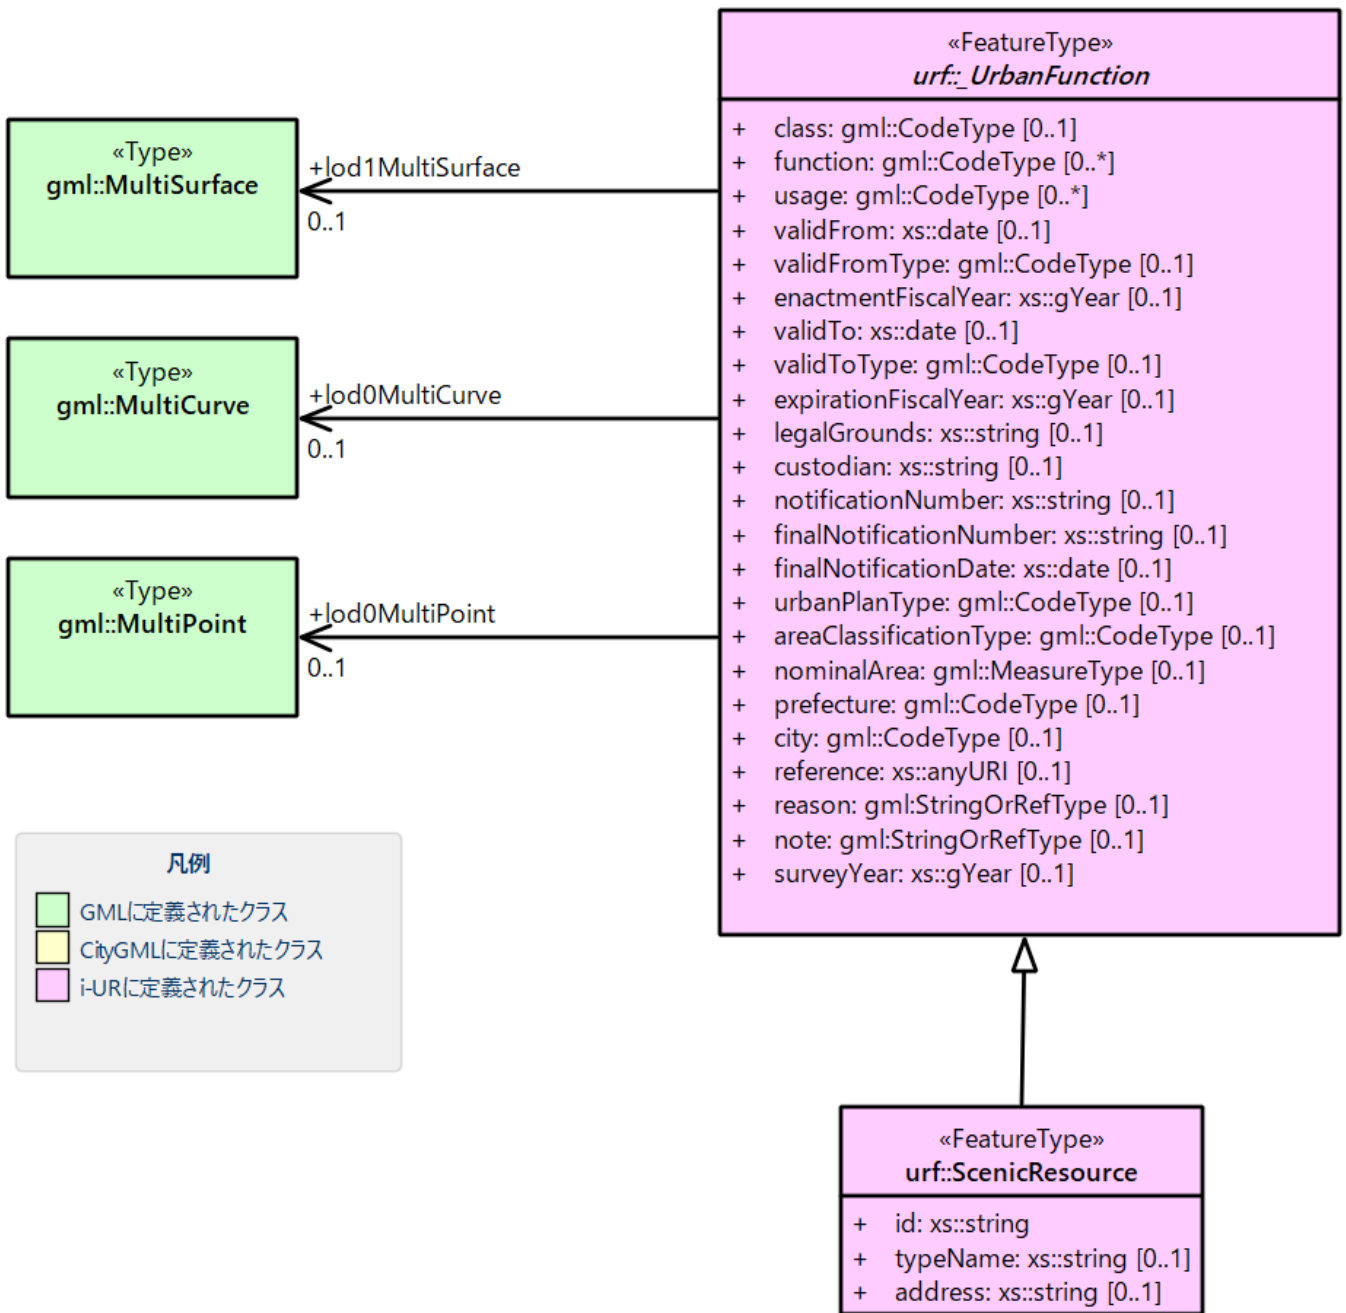 «FeatureType»
urf::_UrbanFunction
+ class: gml::CodeType [0..1]
+ function: gml::CodeType [0..*]
+ usage: gml::CodeType [0..*]
+ validFrom: xs::date [0..1]
+ validFromType: gml::CodeType [0..1]
+ enactmentFiscalYear: xs::gYear [0..1]
+ validTo: xs::date [0..1]
+ validToType: gml::CodeType [0..1]
+ expirationFiscalYear: xs::gYear [0..1]
+ legalGrounds: xs::string [0..1]
+ custodian: xs::string [0..1]
+ notificationNumber: xs::string [0..1]
+ finalNotificationNumber: xs::string [0..1]
+ finalNotificationDate: xs::date [0..1]
+ urbanPlanType: gml::CodeType [0..1]
+ areaClassificationType: gml::CodeType [0..1]
+ nominalArea: gml::MeasureType [0..1]
+ prefecture: gml::CodeType [0..1]
+ city: gml::CodeType [0..1]
+ reference: xs::anyURI [0..1]
+ reason: gml:StringOrRefType [0..1]
+ note: gml:StringOrRefType [0..1]
+ surveyYear: xs::gYear [0..1]
«Type»
gml::MultiSurface
+lod1MultiSurface
0..1
«Type»
gml::MultiCurve
+lod0MultiCurve
0..1
«Type»
gml::MultiPoint
+lod0MultiPoint
0..1
凡例
GMLに定義されたクラス
CityGMLに定義されたクラス
i-URに定義されたクラス
«FeatureType»
urf::ScenicResource
+ id: xs::string
+ typeName: xs::string [0..1]
+ address: xs::string [0..1]